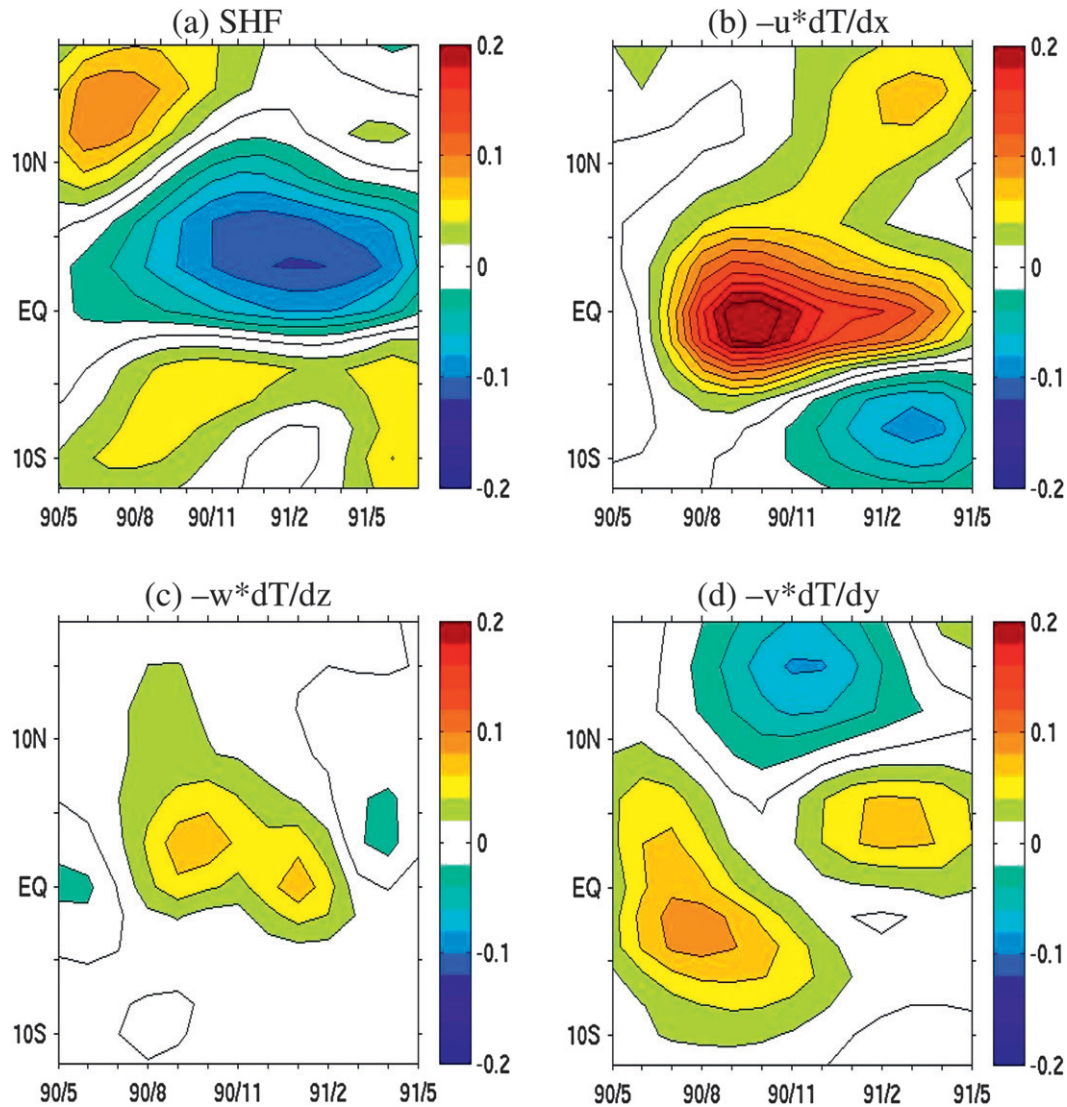 (a) SHF
(b) –u*dT/dx
0.2
0.1
0
-0.1
-0.2
10N
EQ
10S
90/5 90/8 90/11 91/2 91/5
0.2
0.1
0
-0.1
-0.2
10N
EQ
10S
90/5 90/8 90/11 91/2 91/5
(c) –w*dT/dz
(d) –v*dT/dy
0.2
0.1
0
-0.1
-0.2
10N
EQ
10S
90/5 90/8 90/11 91/2 91/5
0.2
0.1
0
-0.1
-0.2
10N
EQ
10S
90/5 90/8 90/11 91/2 91/5